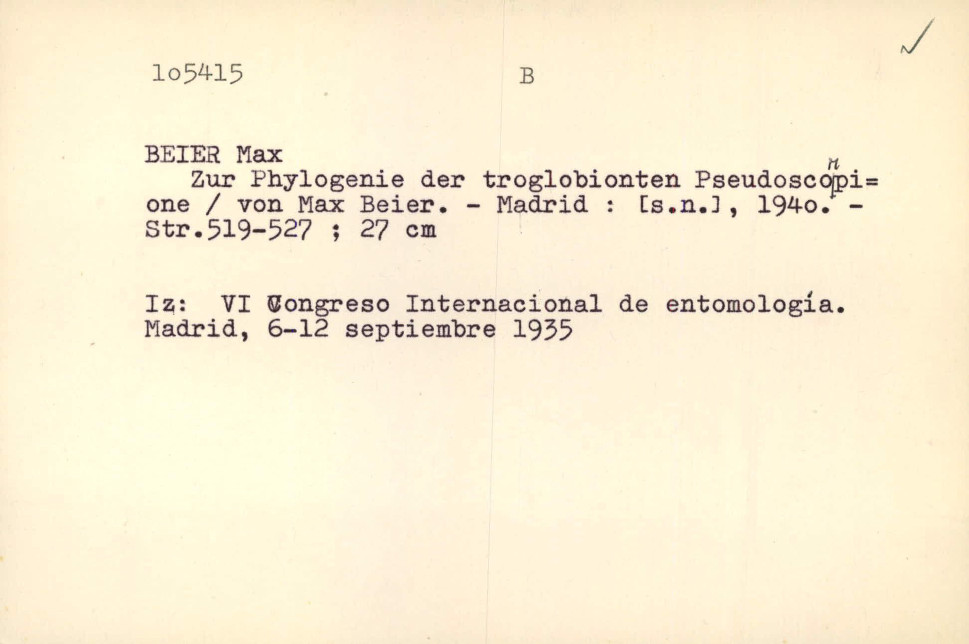 1o5415 B
BEIER Max
Zur Phylogenie der troglobionten Pseudoscorpi=
one / von Max Beier. - Madrid : [s.n.], 194o. -
Str.519-527 ; 27 cm
Iz: VI Congreso Internacional de entomología.
Madrid, 6-12 septiembre 1935